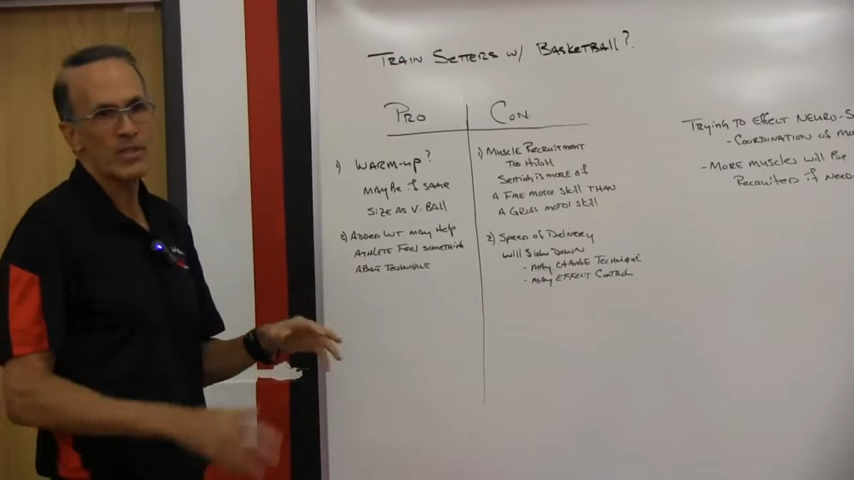 Train Setters w/ Basketball?
Pro
Con
1) Warm-up?
Maybe if same
size as V. Ball
2) Added wt may help
Athlete Feel something
About Technique
1) Muscle Recruitment
Too High
Setting is more of
A Fine motor skill than
A Gross motor skill
2) Speed of Delivery
will Slow Down
- may change Technique
- may effect control
Trying to Effect Neuro-
- Coordination of
- More muscles will be
Recruited if need